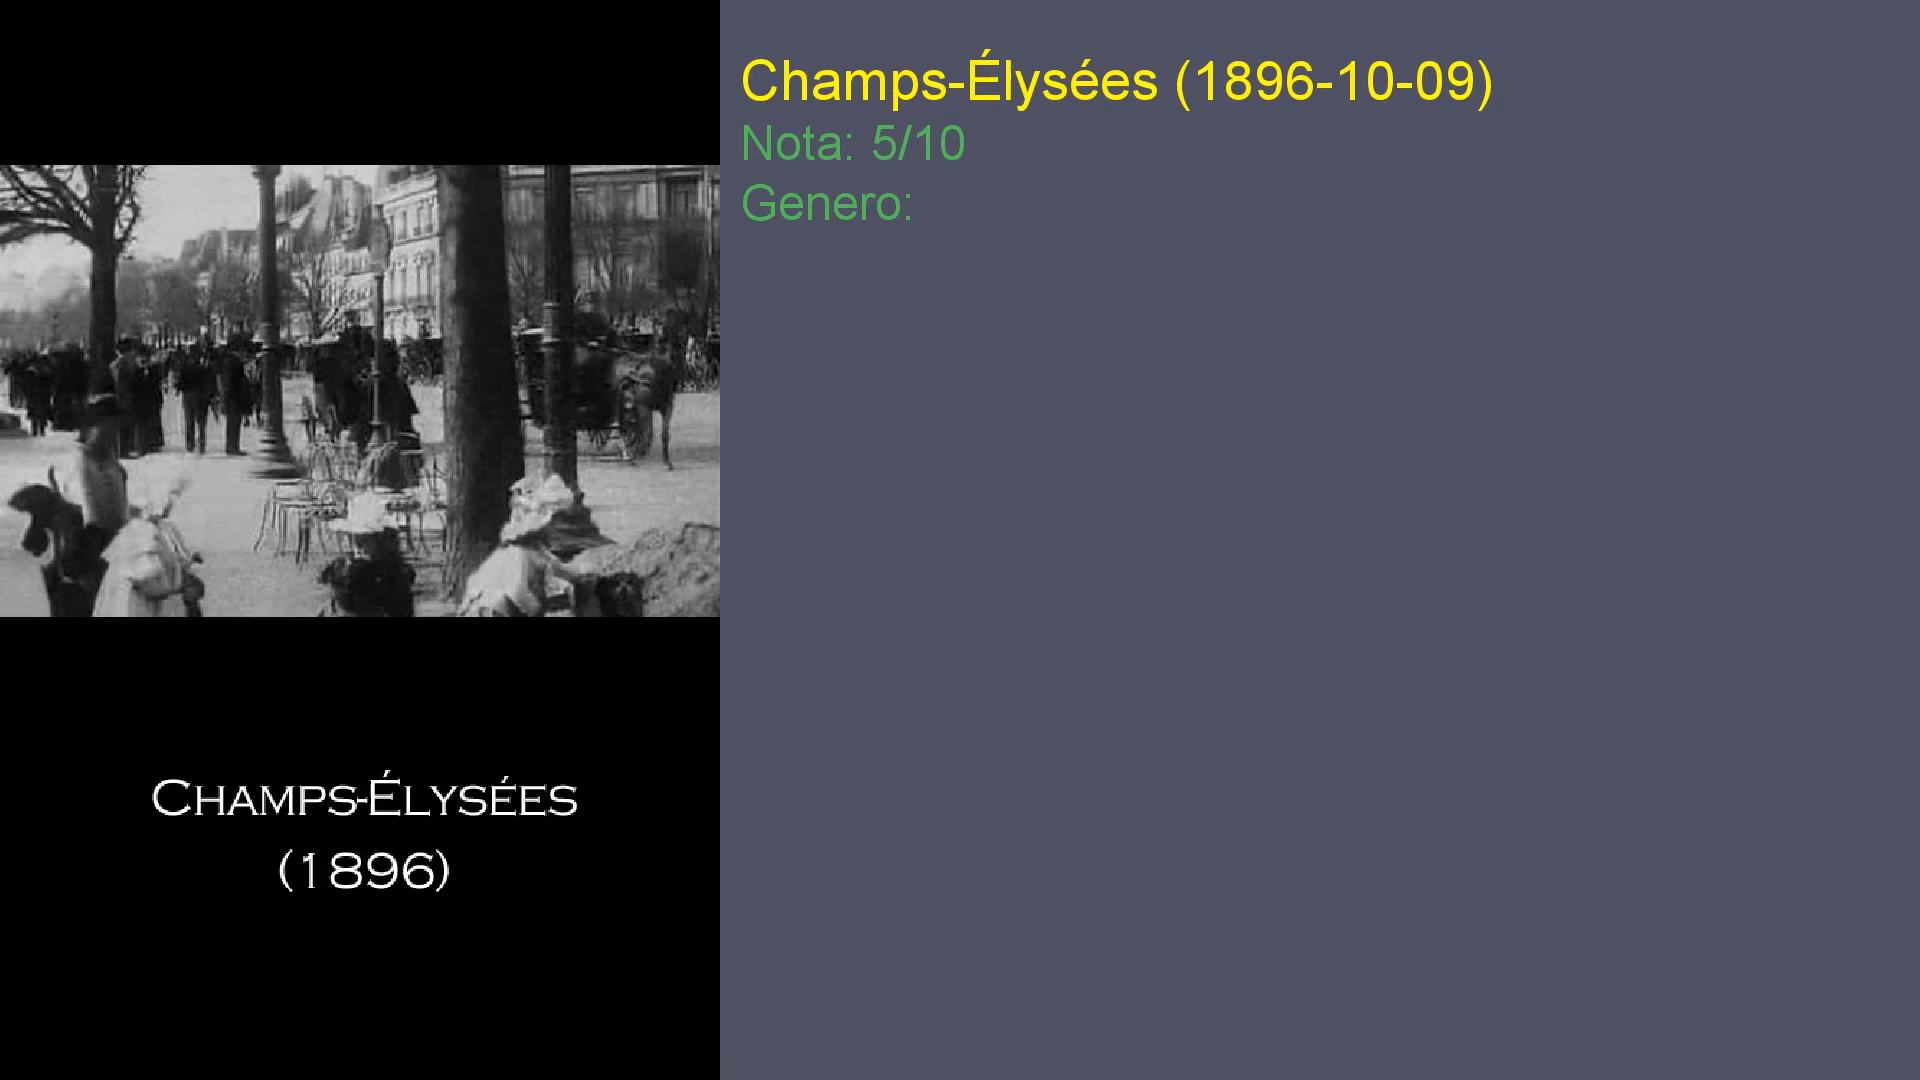 Champs-Élysées (1896-10-09)
Nota: 5/10
Genero:
Champs-Élysées
(1896)